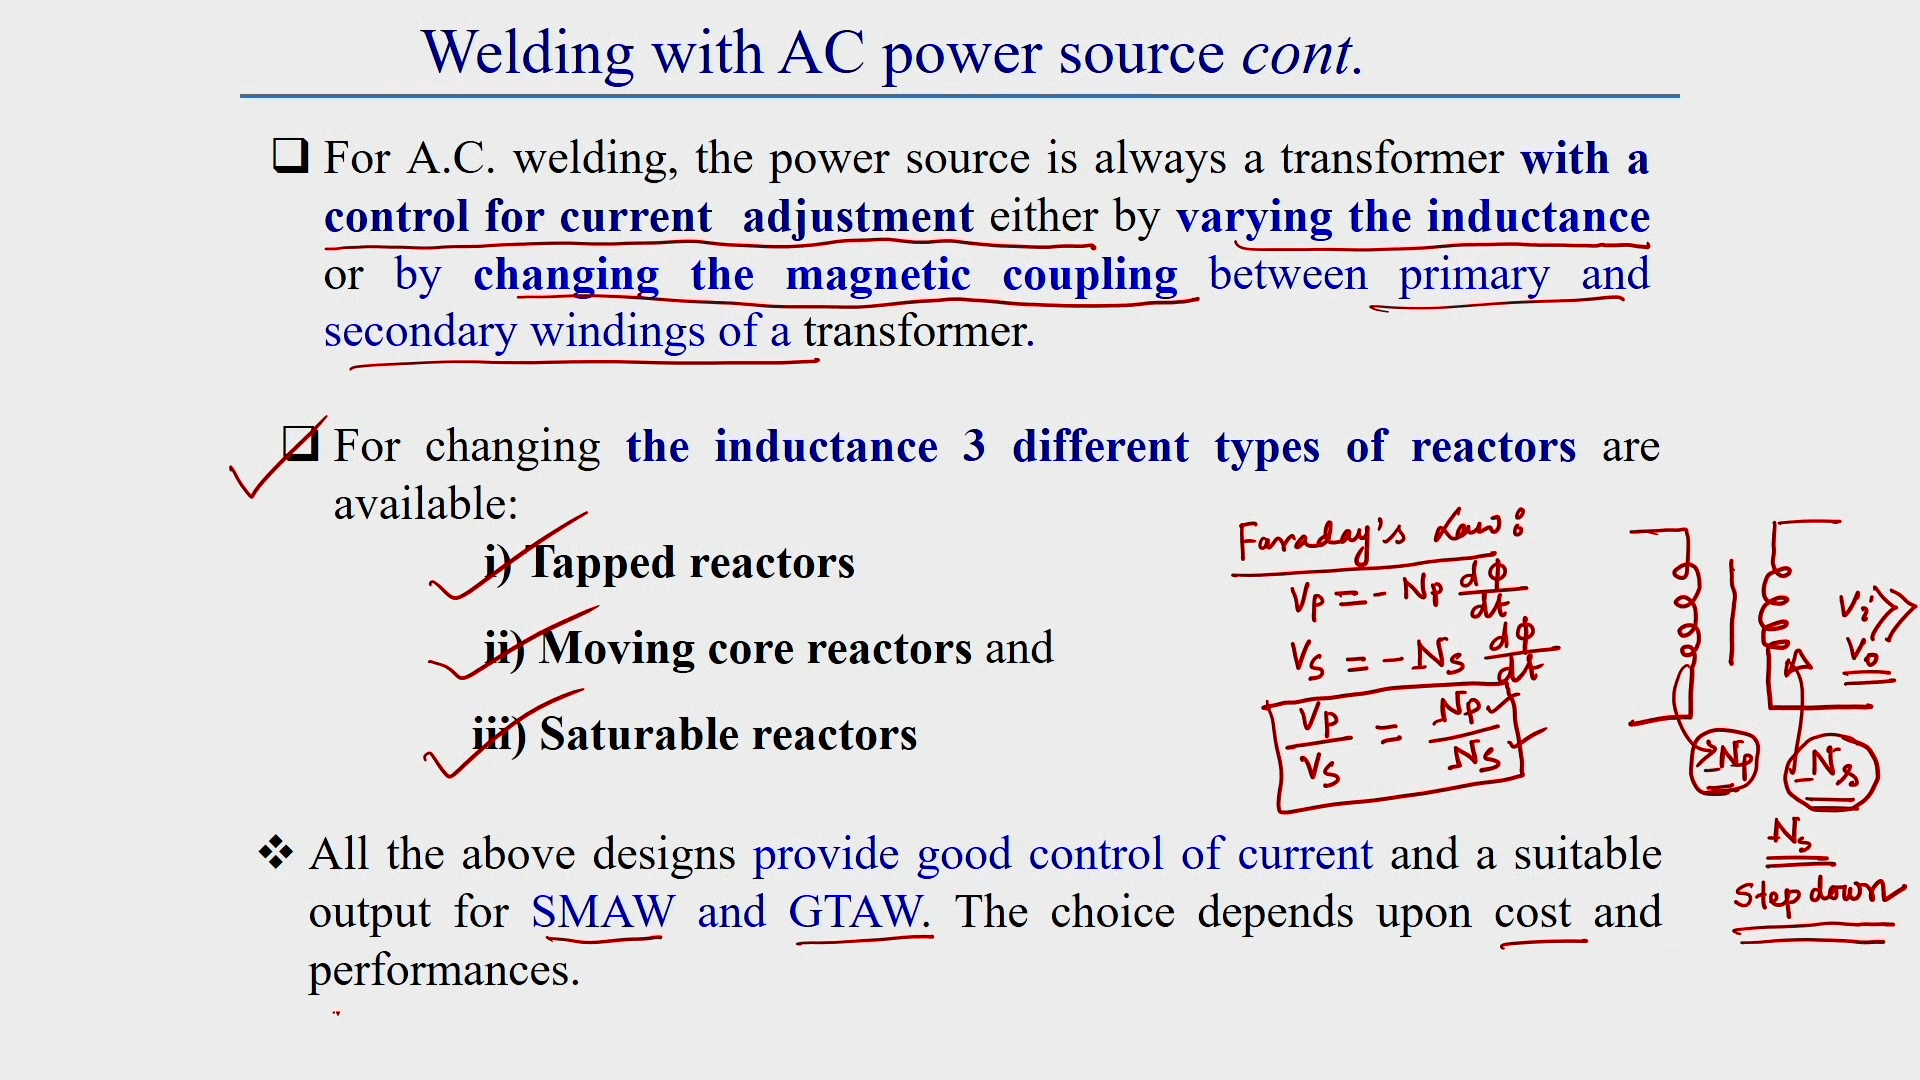 Welding with AC power source cont.
❑ For A.C. welding, the power source is always a transformer with a
control for current adjustment either by varying the inductance
or by changing the magnetic coupling between primary and
secondary windings of a transformer.
❑ For changing the inductance 3 different types of reactors are
available:
i) Tapped reactors
ii) Moving core reactors and
iii) Saturable reactors
Faraday's Law:
Vp = - Np dϕ/dt
Vs = - Ns dϕ/dt
Vp/Vs = Np/Ns
Vi >>
Vo
Np
Ns
Ns
Step down
❖ All the above designs provide good control of current and a suitable
output for SMAW and GTAW. The choice depends upon cost and
performances.